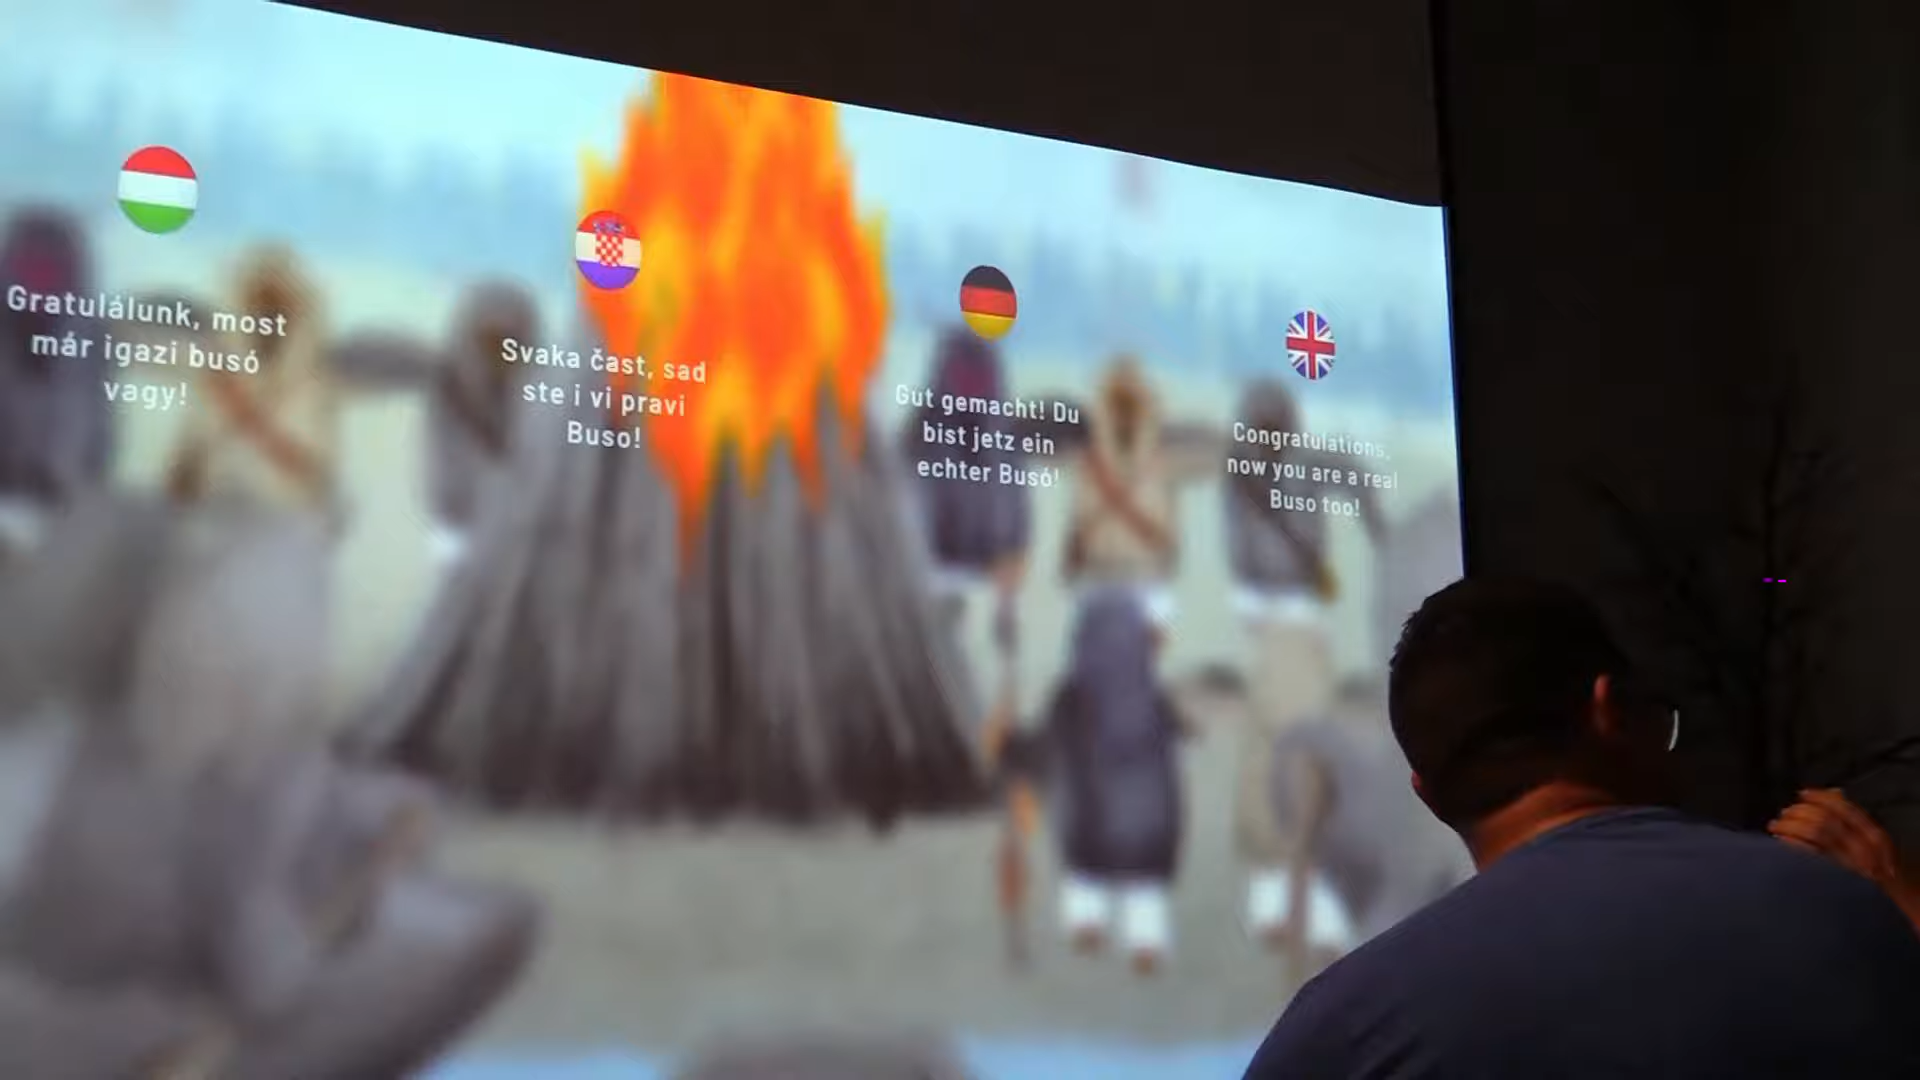 Gratulálunk, most
már igazi busó
vagy!
Svaka čast, sad
ste i vi pravi
Buso!
Gut gemacht! Du
bist jetz ein
echter Busó!
Congratulations,
now you are a real
Buso too!